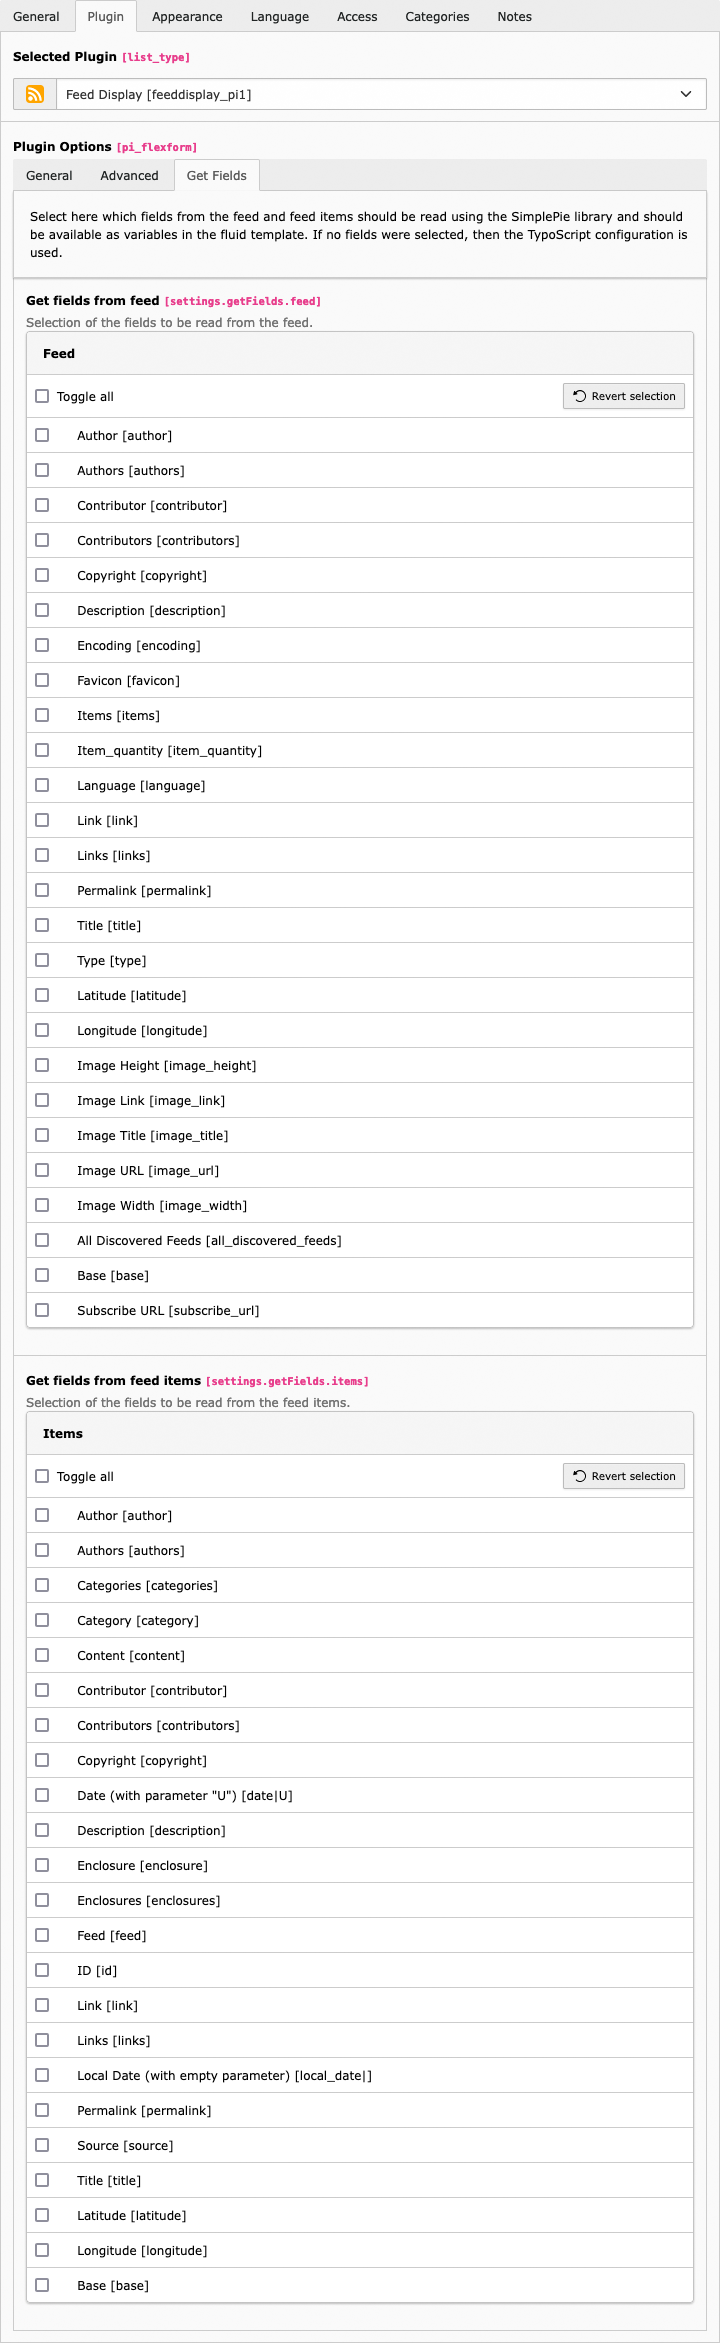 General Plugin Appearance Language Access Categories Notes
Selected Plugin [list_type]
Feed Display [feeddisplay_pi1]
Plugin Options [pi_flexform]
General Advanced Get Fields
Select here which fields from the feed and feed items should be read using the SimplePie library and should
be available as variables in the fluid template. If no fields were selected, then the TypoScript configuration is
used.
Get fields from feed [settings.getFields.feed]
Selection of the fields to be read from the feed.
Feed
Toggle all Revert selection
Author [author]
Authors [authors]
Contributor [contributor]
Contributors [contributors]
Copyright [copyright]
Description [description]
Encoding [encoding]
Favicon [favicon]
Items [items]
Item_quantity [item_quantity]
Language [language]
Link [link]
Links [links]
Permalink [permalink]
Title [title]
Type [type]
Latitude [latitude]
Longitude [longitude]
Image Height [image_height]
Image Link [image_link]
Image Title [image_title]
Image URL [image_url]
Image Width [image_width]
All Discovered Feeds [all_discovered_feeds]
Base [base]
Subscribe URL [subscribe_url]
Get fields from feed items [settings.getFields.items]
Selection of the fields to be read from the feed items.
Items
Toggle all Revert selection
Author [author]
Authors [authors]
Categories [categories]
Category [category]
Content [content]
Contributor [contributor]
Contributors [contributors]
Copyright [copyright]
Date (with parameter "U") [date|U]
Description [description]
Enclosure [enclosure]
Enclosures [enclosures]
Feed [feed]
ID [id]
Link [link]
Links [links]
Local Date (with empty parameter) [local_date|]
Permalink [permalink]
Source [source]
Title [title]
Latitude [latitude]
Longitude [longitude]
Base [base]